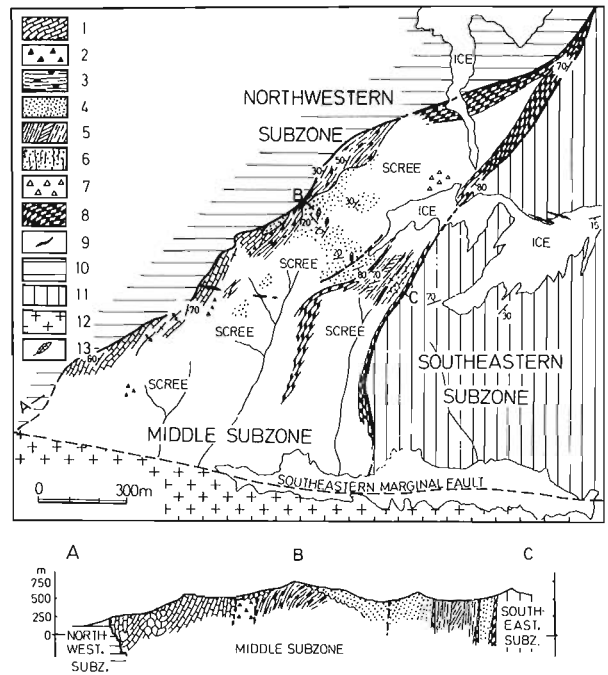 1
2
3
4
5
6
7
8
9
10
11
12
13
NORTHWESTERN
SUBZONE
ICE
70
SCREE
50
30
30
B
70
75
80
ICE
ICE
15
SCREE
20
80
70
C
70
30
70
SCREE
SCREE
60
SCREE
A
SOUTHEASTERN
SUBZONE
MIDDLE SUBZONE
SOUTHEASTERN MARGINAL FAULT
0 300m
A B C
m
750
500
250
0
NORTH
WEST.
SUBZ.
MIDDLE SUBZONE
SOUTH-
EAST.
SUBZ.